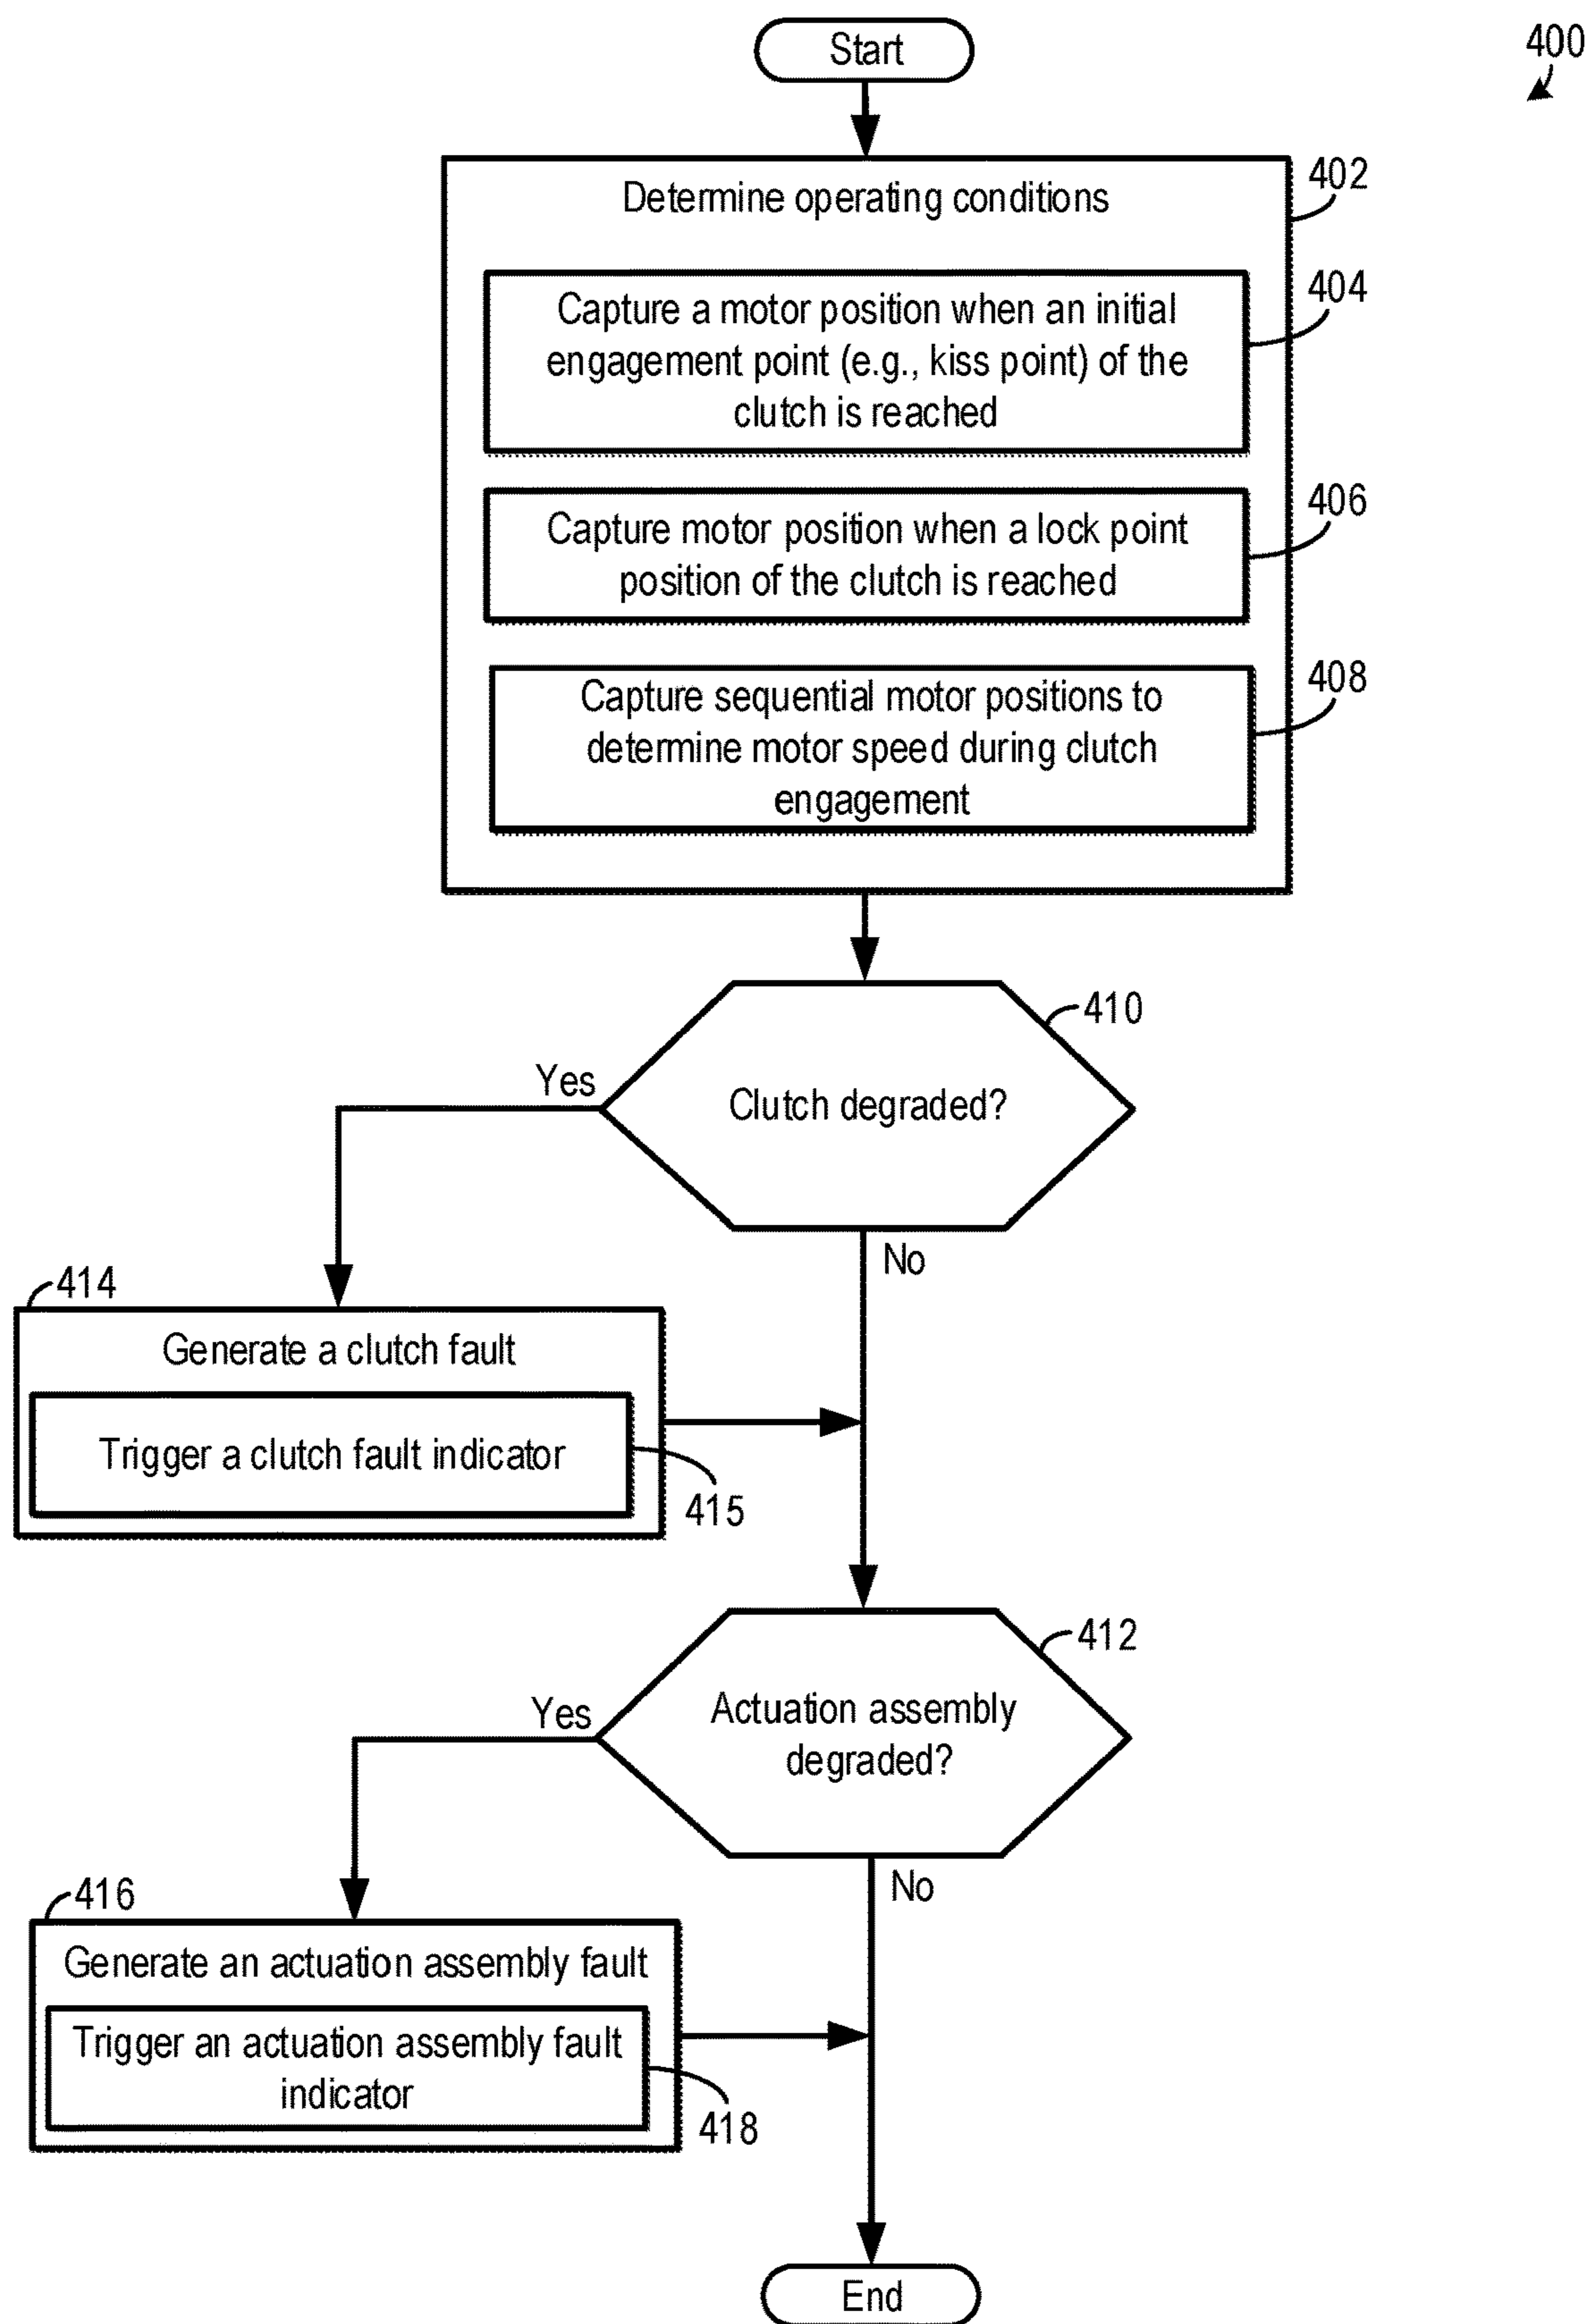 Start
400
Determine operating conditions
402
Capture a motor position when an initial
engagement point (e.g., kiss point) of the
clutch is reached
404
Capture motor position when a lock point
position of the clutch is reached
406
Capture sequential motor positions to
determine motor speed during clutch
engagement
408
410
Clutch degraded?
Yes
No
414
Generate a clutch fault
Trigger a clutch fault indicator
415
412
Actuation assembly
degraded?
Yes
No
416
Generate an actuation assembly fault
Trigger an actuation assembly fault
indicator
418
End